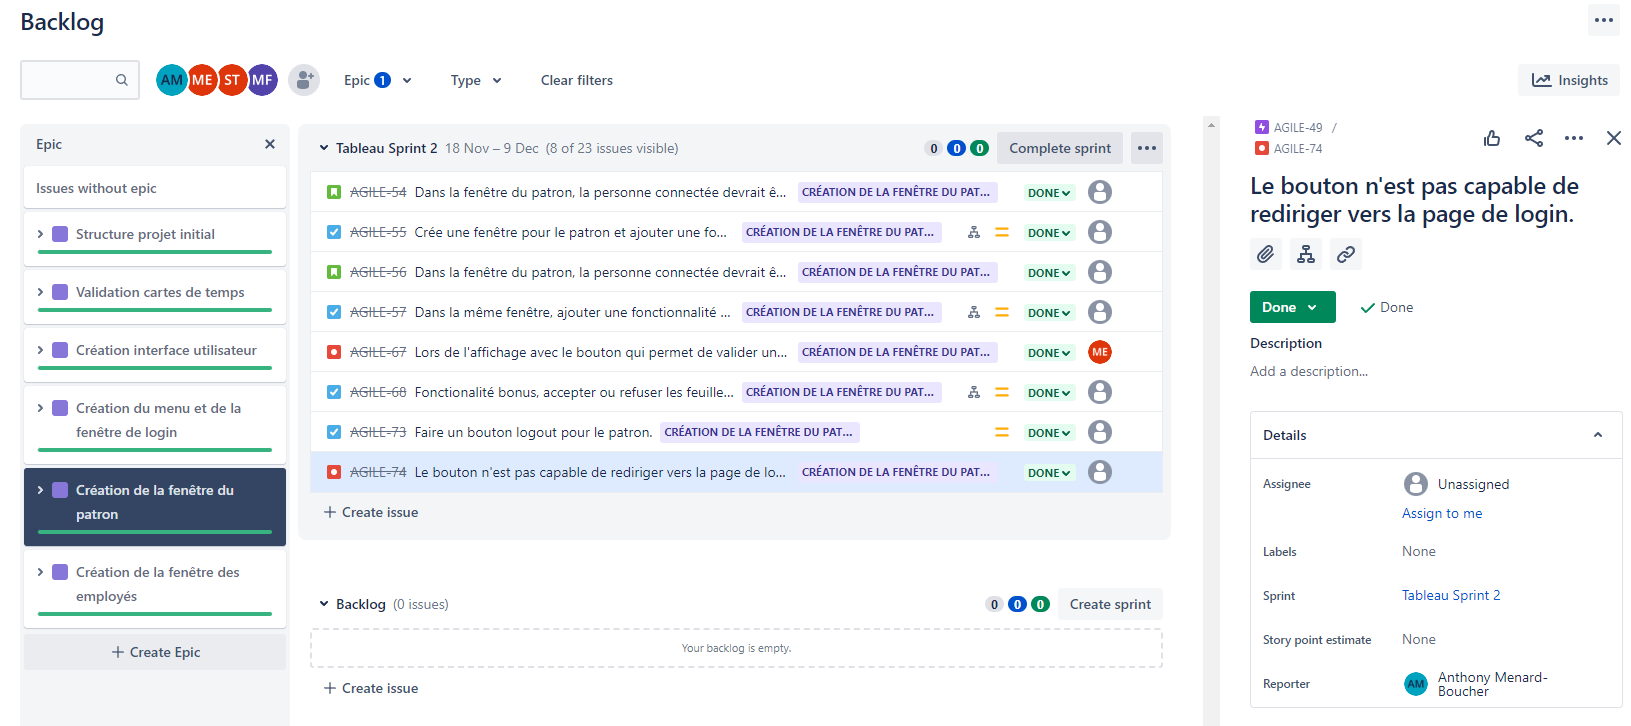 Backlog
AM ME ST MF
Epic 1
Type
Clear filters
Insights
Epic
Issues without epic
Structure projet initial
Validation cartes de temps
Création interface utilisateur
Création du menu et de la
fenêtre de login
Création de la fenêtre du
patron
Création de la fenêtre des
employés
+ Create Epic
Tableau Sprint 2 18 Nov – 9 Dec (8 of 23 issues visible) 0 0 0 Complete sprint
AGILE-54 Dans la fenêtre du patron, la personne connectée devrait ê... CRÉATION DE LA FENÊTRE DU PAT... DONE
AGILE-55 Crée une fenêtre pour le patron et ajouter une fo... CRÉATION DE LA FENÊTRE DU PAT... DONE
AGILE-56 Dans la fenêtre du patron, la personne connectée devrait ê... CRÉATION DE LA FENÊTRE DU PAT... DONE
AGILE-57 Dans la même fenêtre, ajouter une fonctionnalité ... CRÉATION DE LA FENÊTRE DU PAT... DONE
AGILE-67 Lors de l'affichage avec le bouton qui permet de valider un... CRÉATION DE LA FENÊTRE DU PAT... DONE ME
AGILE-68 Fonctionalité bonus, accepter ou refuser les feuille... CRÉATION DE LA FENÊTRE DU PAT... DONE
AGILE-73 Faire un bouton logout pour le patron. CRÉATION DE LA FENÊTRE DU PAT... DONE
AGILE-74 Le bouton n'est pas capable de rediriger vers la page de lo... CRÉATION DE LA FENÊTRE DU PAT... DONE
+ Create issue
Backlog (0 issues) 0 0 0 Create sprint
Your backlog is empty.
+ Create issue
AGILE-49 /
AGILE-74
Le bouton n'est pas capable de
rediriger vers la page de login.
Done
Done
Description
Add a description...
Details
Assignee Unassigned
Assign to me
Labels None
Sprint Tableau Sprint 2
Story point estimate None
Reporter AM Anthony Menard-
Boucher